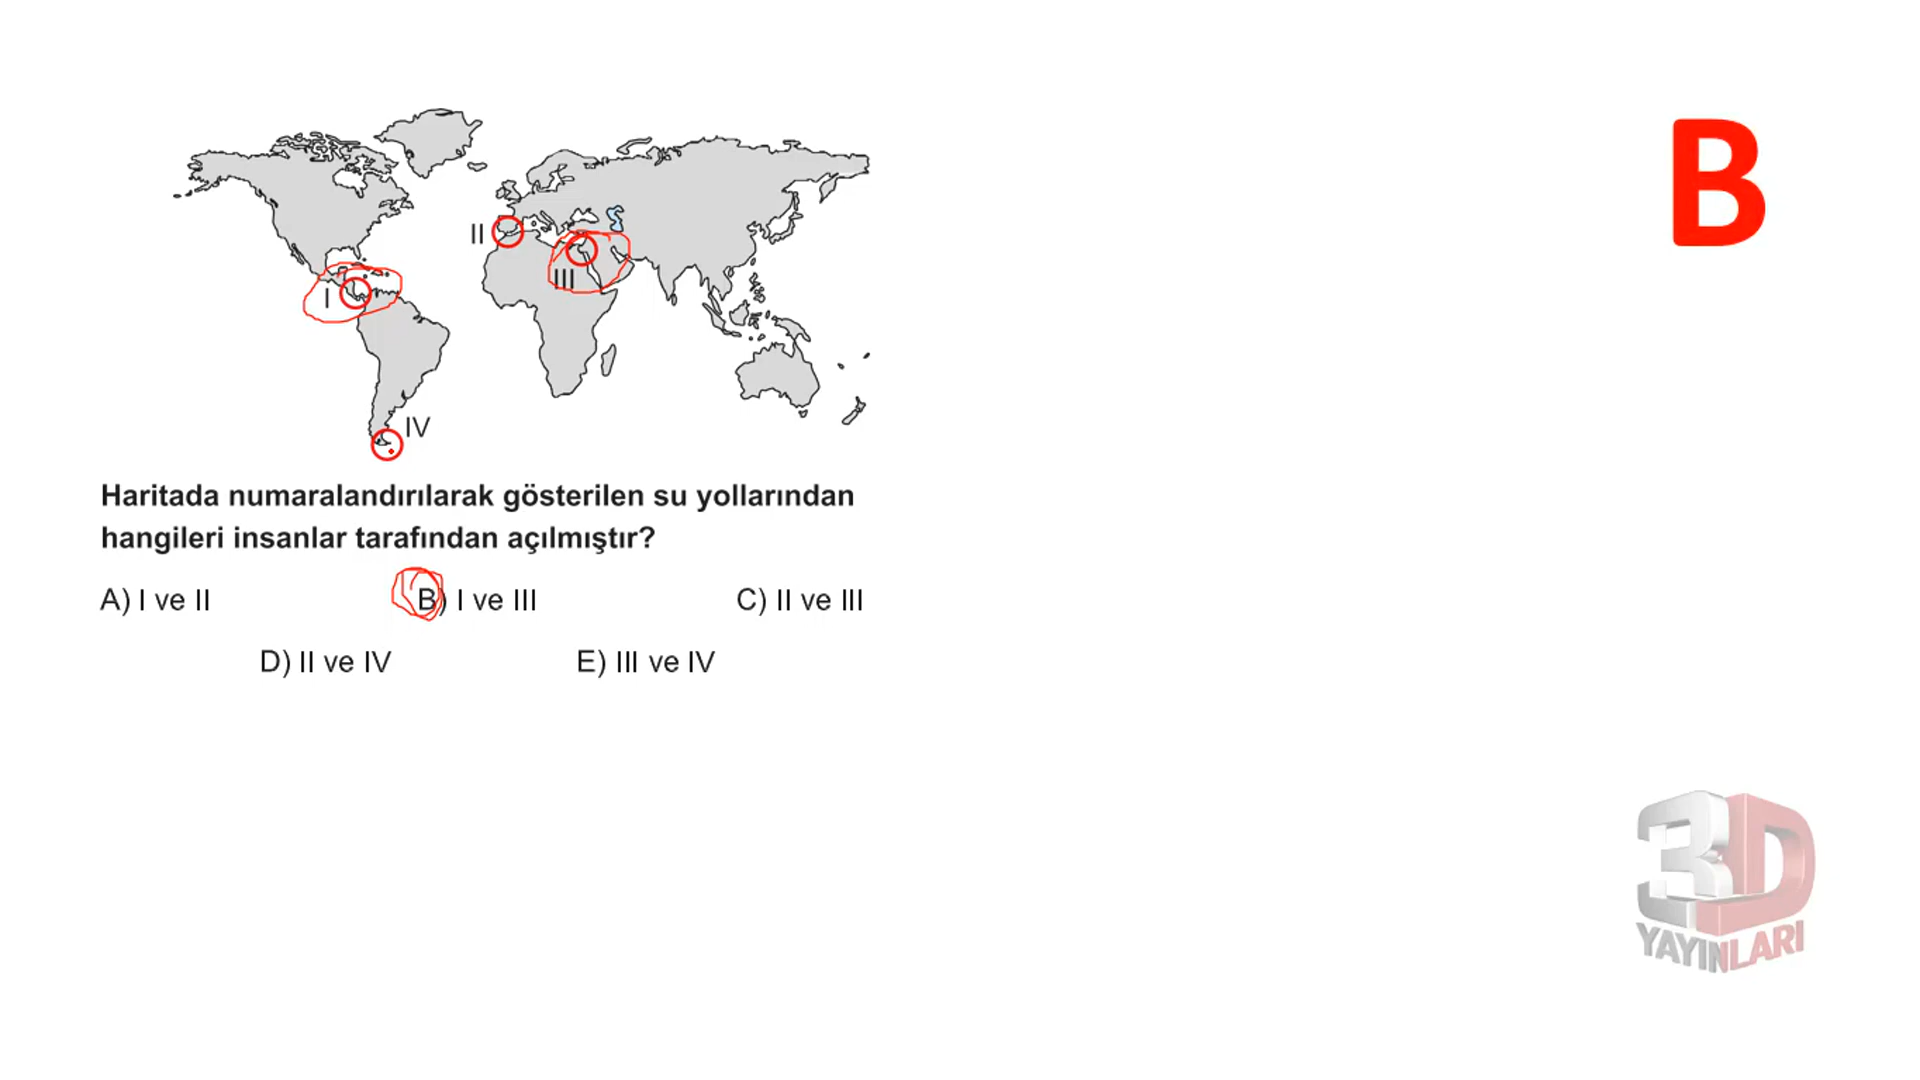 B
II
III
I
IV
Haritada numaralandırılarak gösterilen su yollarından
hangileri insanlar tarafından açılmıştır?
A) I ve II
B) I ve III
C) II ve III
D) II ve IV
E) III ve IV
3D
YAYINLARI